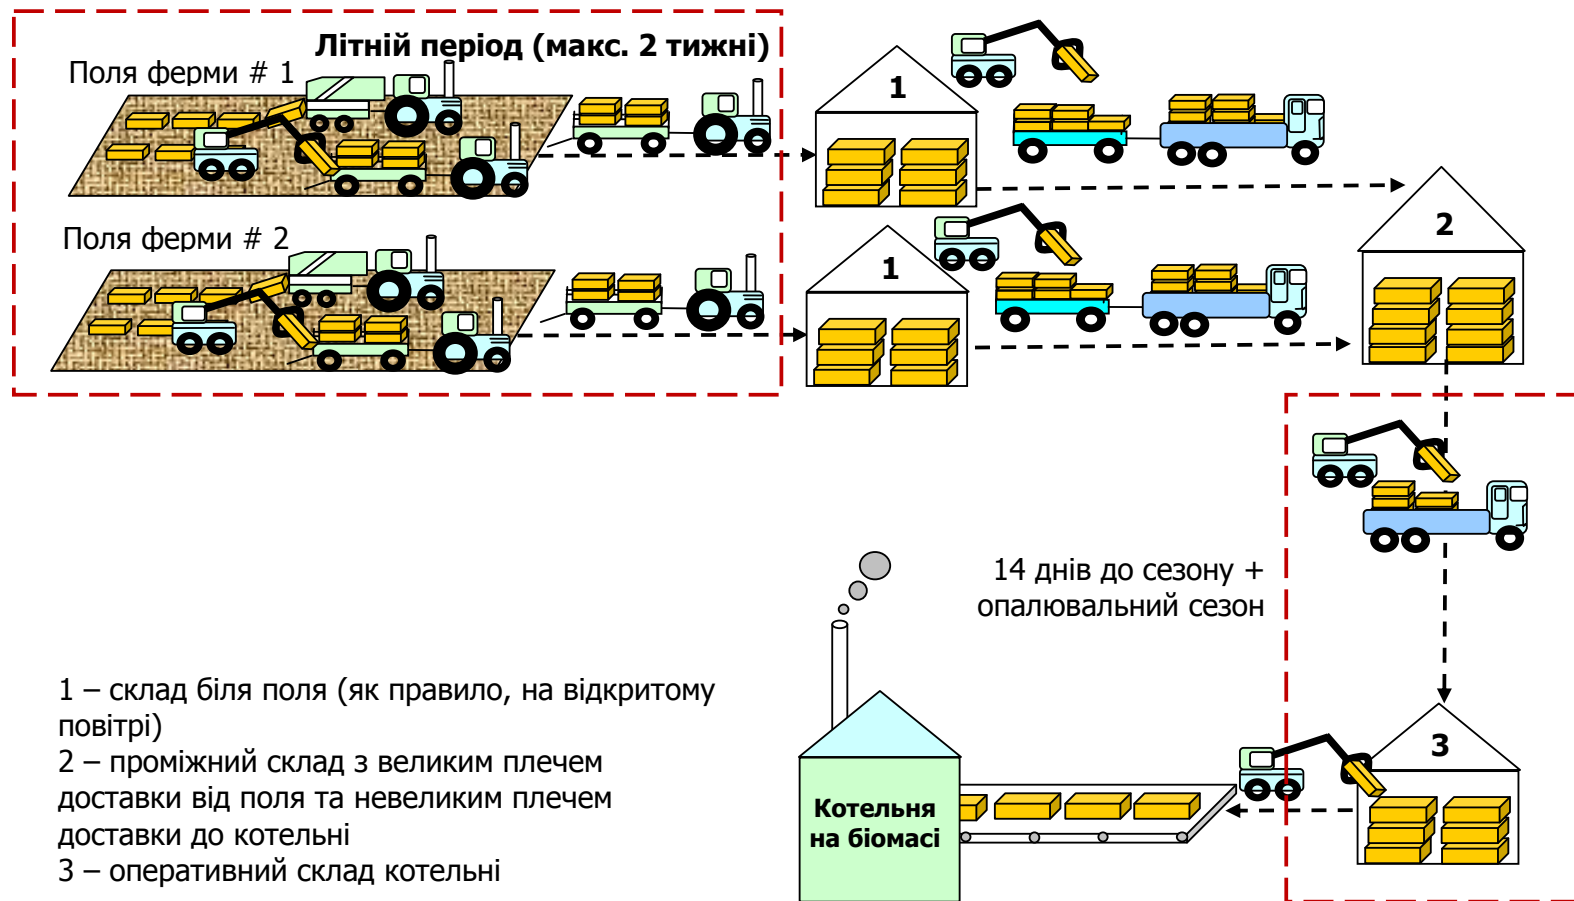 Літній період (макс. 2 тижні)
Поля ферми # 1
1
2
Поля ферми # 2
1
14 днів до сезону +
опалювальний сезон
1 – склад біля поля (як правило, на відкритому
повітрі)
2 – проміжний склад з великим плечем
доставки від поля та невеликим плечем
доставки до котельні
3 – оперативний склад котельні
Котельня
на біомасі
3